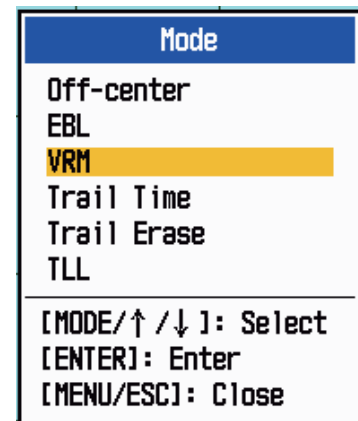 Mode
Off-center
EBL
VRM
Trail Time
Trail Erase
TLL
[MODE/↑/↓]: Select
[ENTER]: Enter
[MENU/ESC]: Close